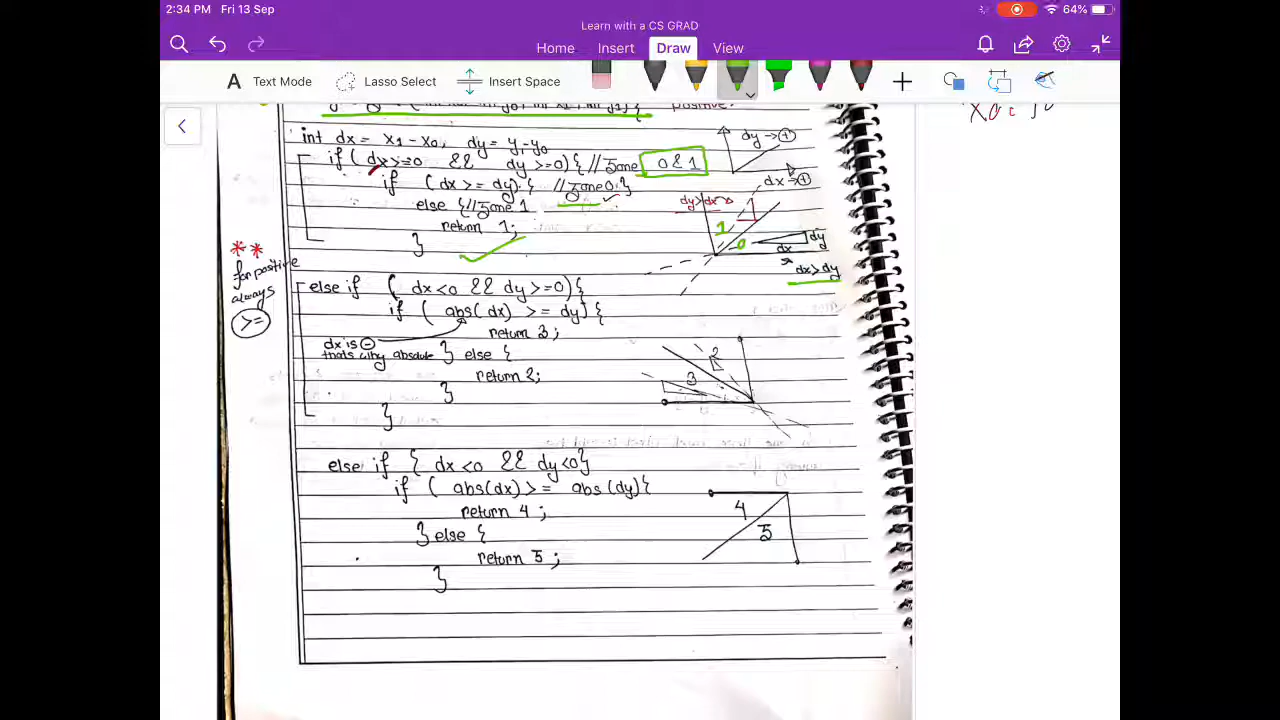 2:34 PM Fri 13 Sep
64%
Learn with a CS GRAD
Home Insert Draw View
A Text Mode Lasso Select Insert Space
positive.
int dx = x1-x0, dy = y1-y0
if ( dx >=0 && dy >=0) { // Zone 0 & 1
if (dx >= dy) { // Zone 0 }
else { // Zone 1
return 1;
}
dy → +
dx → +
dy>dx
1
0
dy
dx
dx>dy
**
for positive
always
>=
else if ( dx<0 && dy >=0) {
if ( abs(dx) >= dy) {
return 3;
dx is -
thats why absolute
} else {
return 2;
}
}
2
3
else if { dx <0 && dy<0}
if ( abs(dx) >= abs(dy) {
return 4;
} else {
return 5;
}
4
5